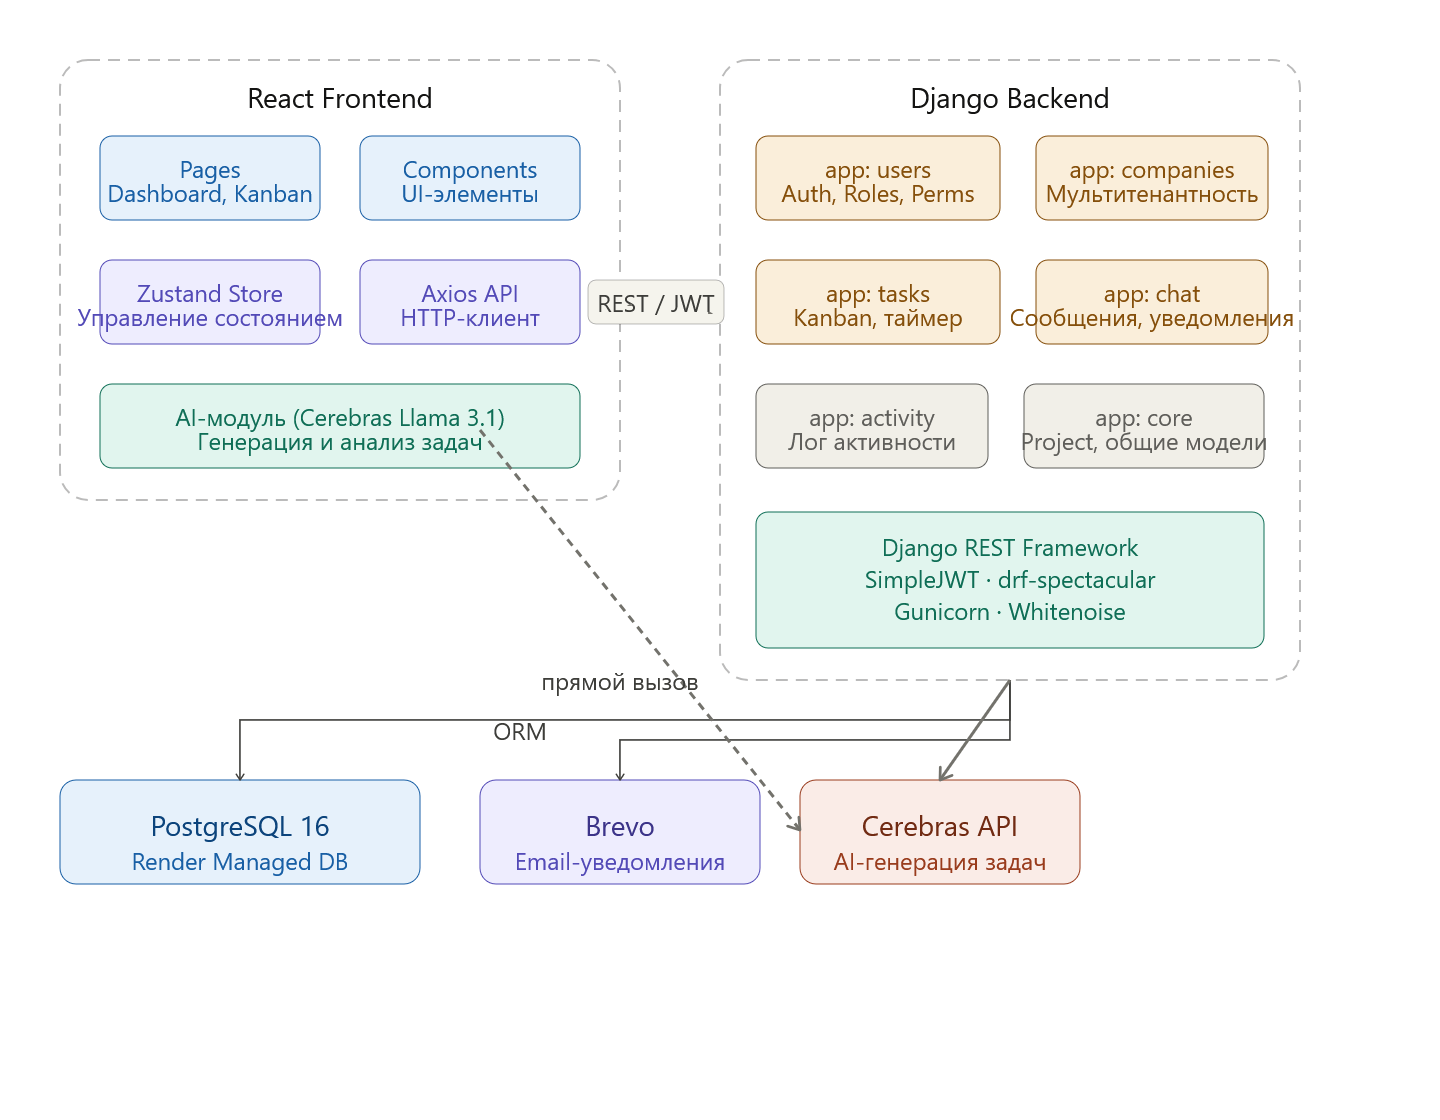 React Frontend
Pages
Dashboard, Kanban
Components
UI-элементы
Zustand Store
Управление состоянием
Axios API
HTTP-клиент
AI-модуль (Cerebras Llama 3.1)
Генерация и анализ задач
REST / JWT
Django Backend
app: users
Auth, Roles, Perms
app: companies
Мультитенантность
app: tasks
Kanban, таймер
app: chat
Сообщения, уведомления
app: activity
Лог активности
app: core
Project, общие модели
Django REST Framework
SimpleJWT · drf-spectacular
Gunicorn · Whitenoise
прямой вызов
ORM
PostgreSQL 16
Render Managed DB
Brevo
Email-уведомления
Cerebras API
AI-генерация задач